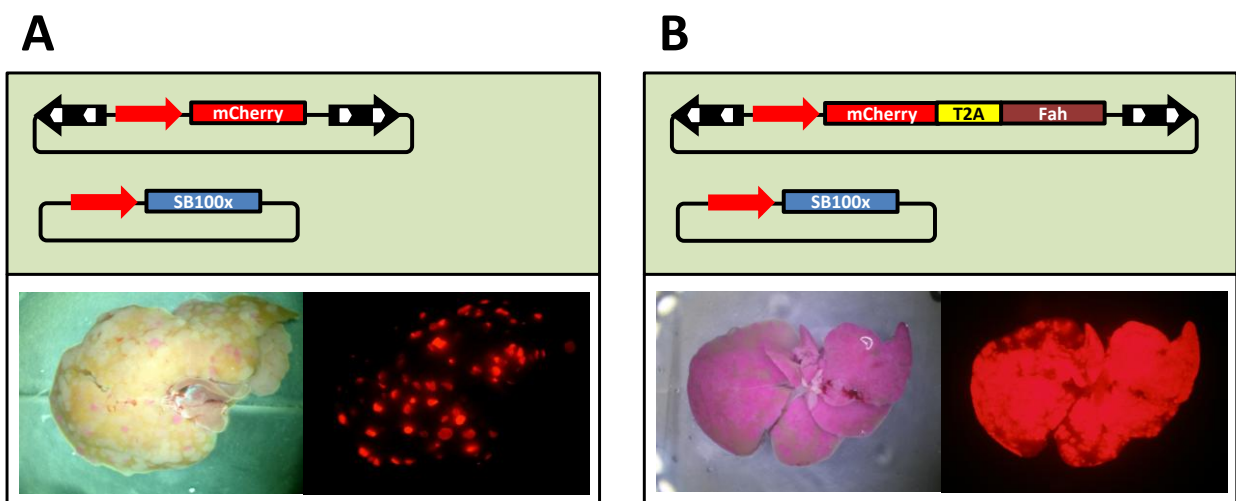 A
B
mCherry
mCherry T2A Fah
SB100x
SB100x